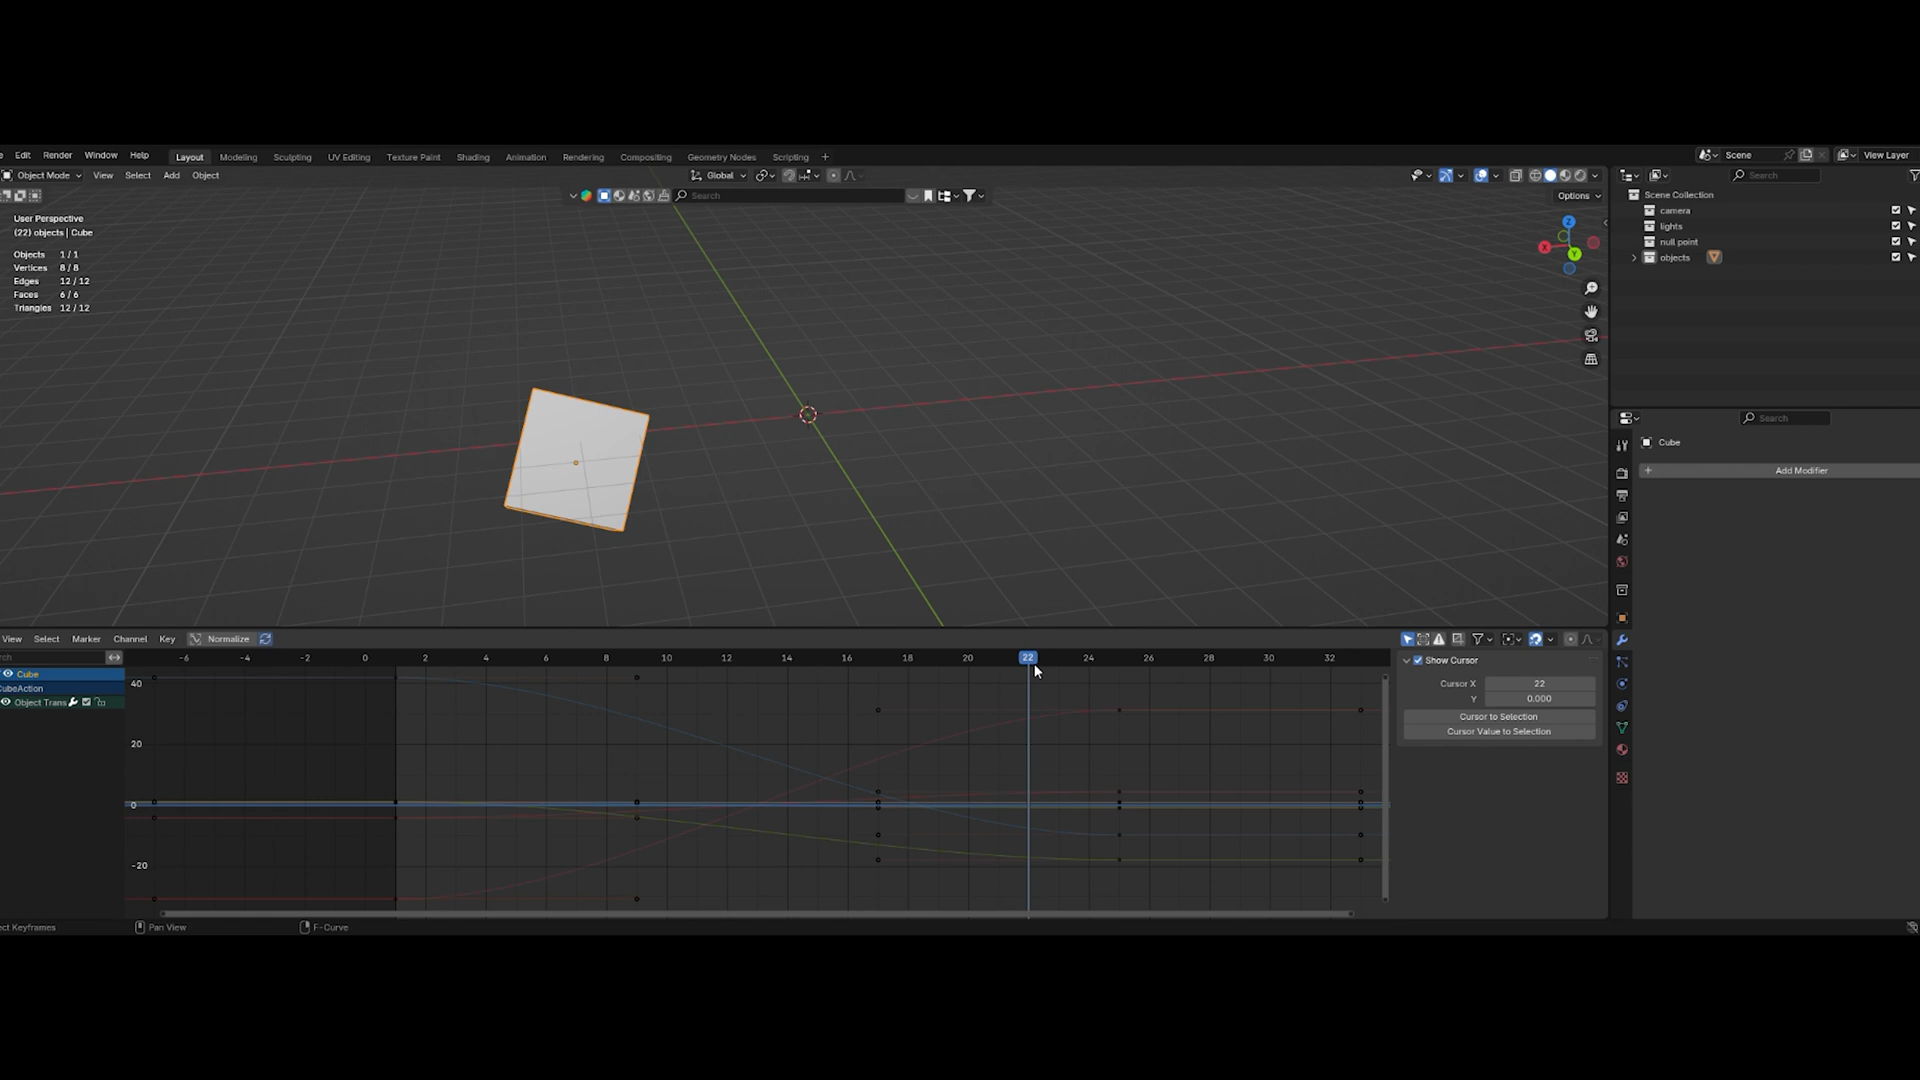 Edit Render Window Help Layout Modeling Sculpting UV Editing Texture Paint Shading Animation Rendering Compositing Geometry Nodes Scripting + Scene View Layer
Object Mode View Select Add Object Global Search
Search Options
User Perspective
(22) objects | Cube
Objects 1 / 1
Vertices 8 / 8
Edges 12 / 12
Faces 6 / 6
Triangles 12 / 12
Z
X
Y
Scene Collection
camera
lights
null point
objects
Search
Cube
Add Modifier
View Select Marker Channel Key Normalize
rch -6 -4 -2 0 2 4 6 8 10 12 14 16 18 20 22 24 26 28 30 32
Cube
CubeAction
Object Trans
40
20
0
-20
Show Cursor
Cursor X 22
Y 0.000
Cursor to Selection
Cursor Value to Selection
ect Keyframes Pan View F-Curve